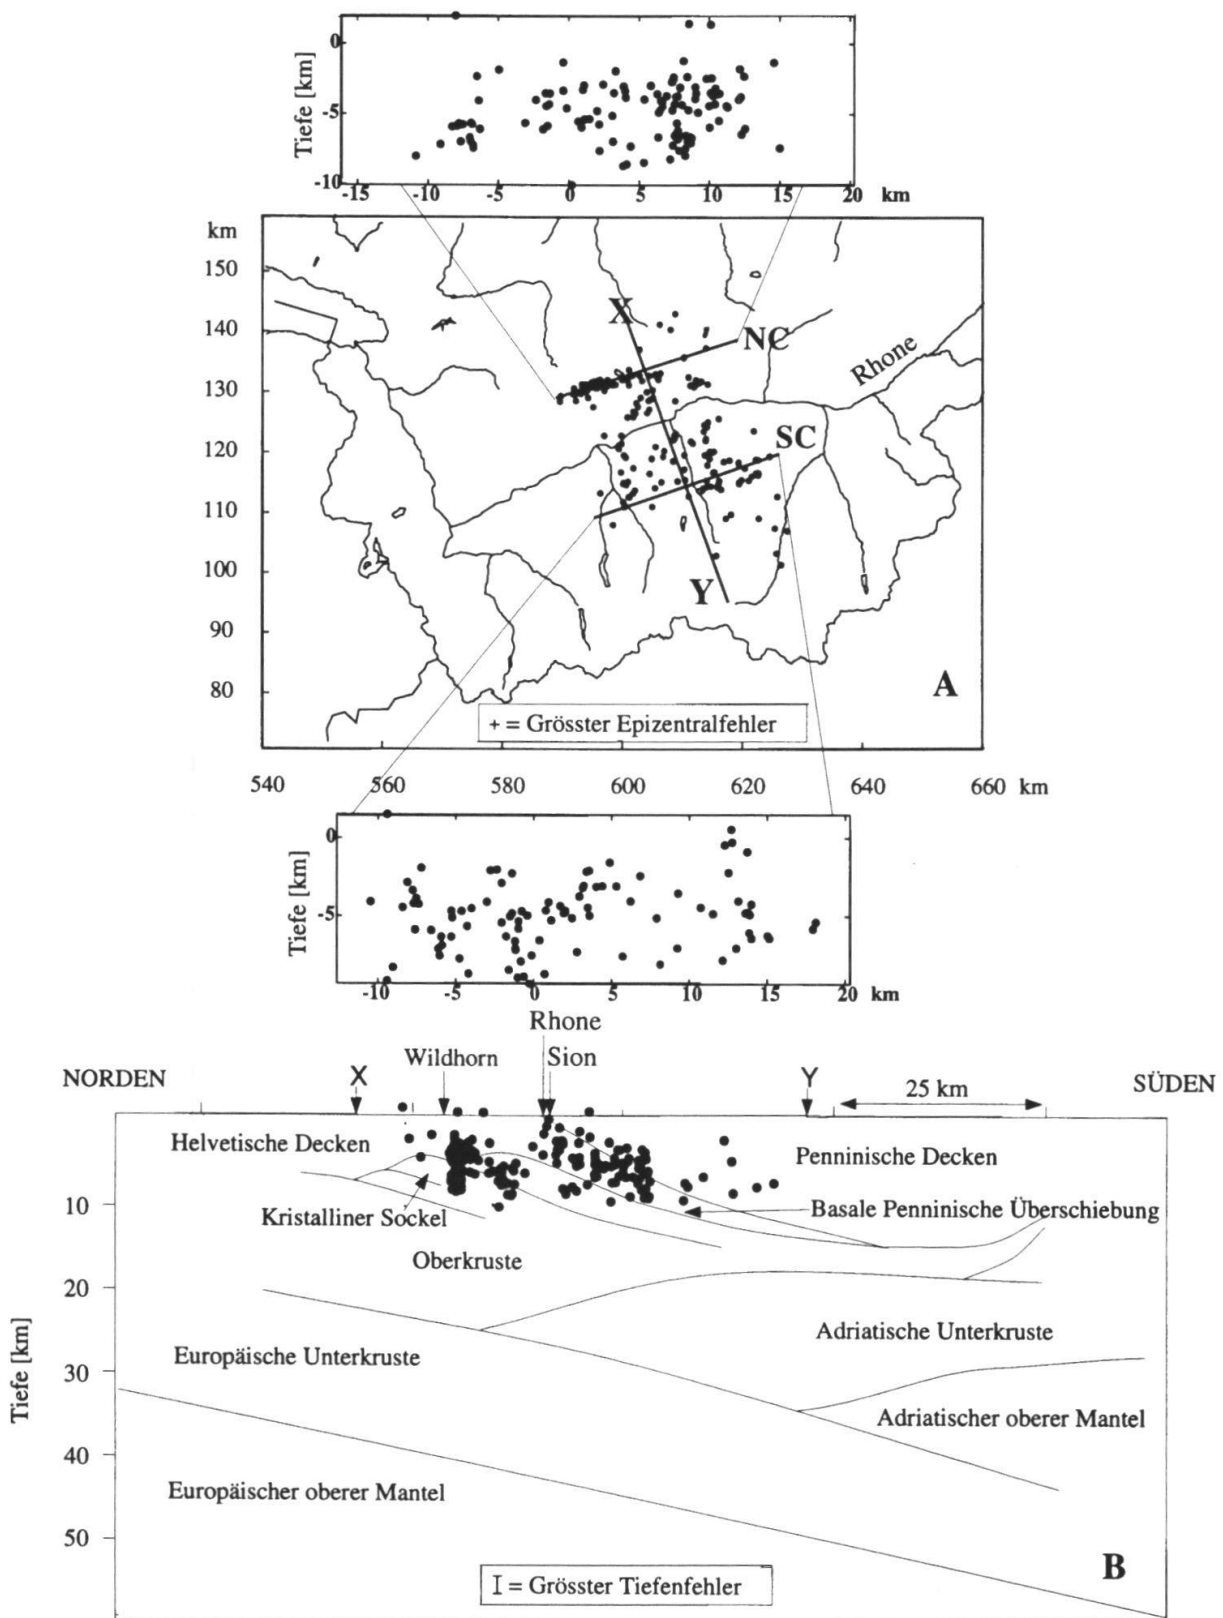 0
Tiefe [km]
-5
-10
-15 -10 -5 0 5 10 15 20 km
km
150
140
130
120
110
100
90
80
X
NC
Rhone
SC
Y
A
+ = Grösster Epizentralfehler
540 560 580 600 620 640 660 km
0
Tiefe [km]
-5
-10 -5 0 5 10 15 20 km
Rhone
Wildhorn Sion
NORDEN X Y 25 km SÜDEN
Helvetische Decken
Penninische Decken
10
Kristalliner Sockel
Basale Penninische Überschiebung
Oberkruste
20
Adriatische Unterkruste
Europäische Unterkruste
30
Tiefe [km]
Adriatischer oberer Mantel
40
Europäischer oberer Mantel
50
B
I = Grösster Tiefenfehler